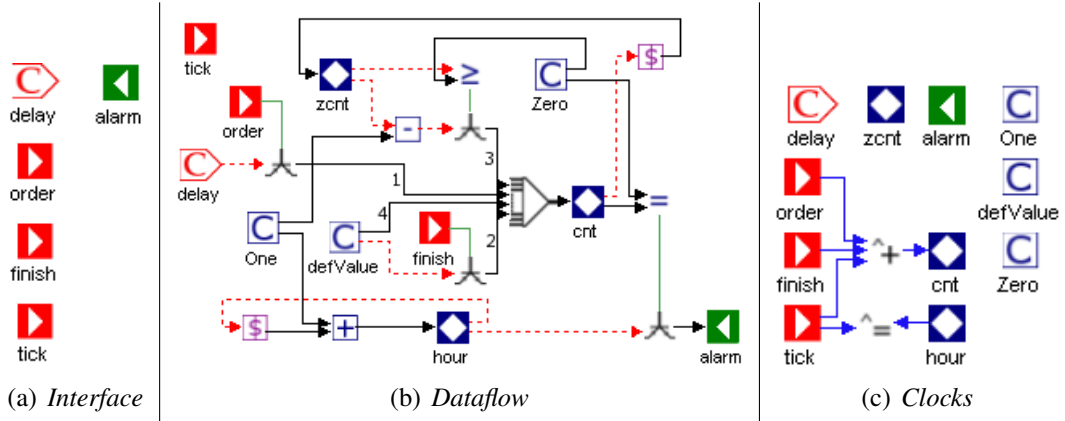 C
delay
alarm
order
finish
tick
(a) Interface
tick
zcnt
≥
C
Zero
$
order
-
3
C
delay
1
C
One
4
C
defValue
finish
2
cnt
=
$
+
hour
alarm
(b) Dataflow
C
delay
zcnt
alarm
C
One
order
C
defValue
finish
^+
cnt
C
Zero
tick
^=
hour
(c) Clocks